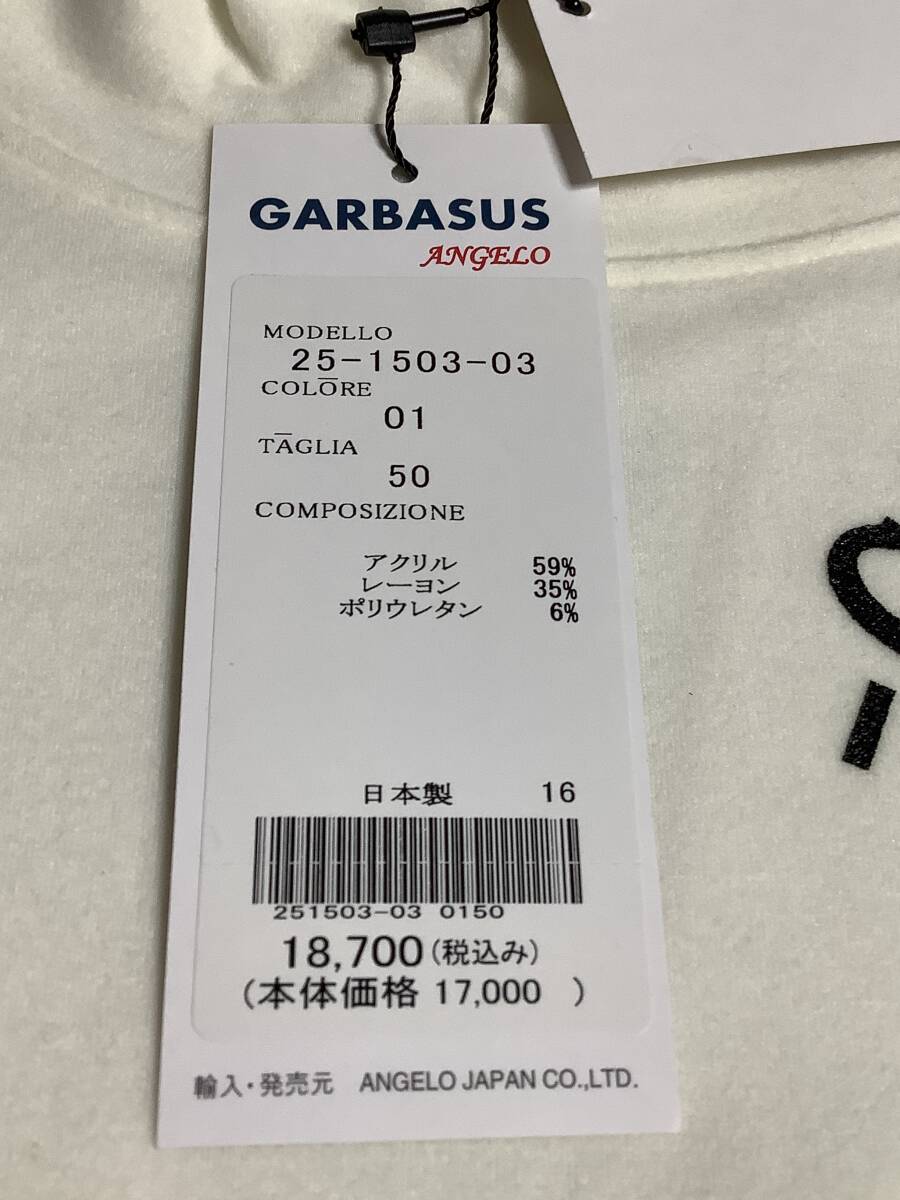 GARBASUS
ANGELO
MODELLO
25-1503-03
COLORE
01
TAGLIA
50
COMPOSIZIONE
アクリル 59%
レーヨン 35%
ポリウレタン 6%
日本製 16
251503-03 0150
18,700(税込み)
(本体価格 17,000 )
輸入・発売元 ANGELO JAPAN CO.,LTD.